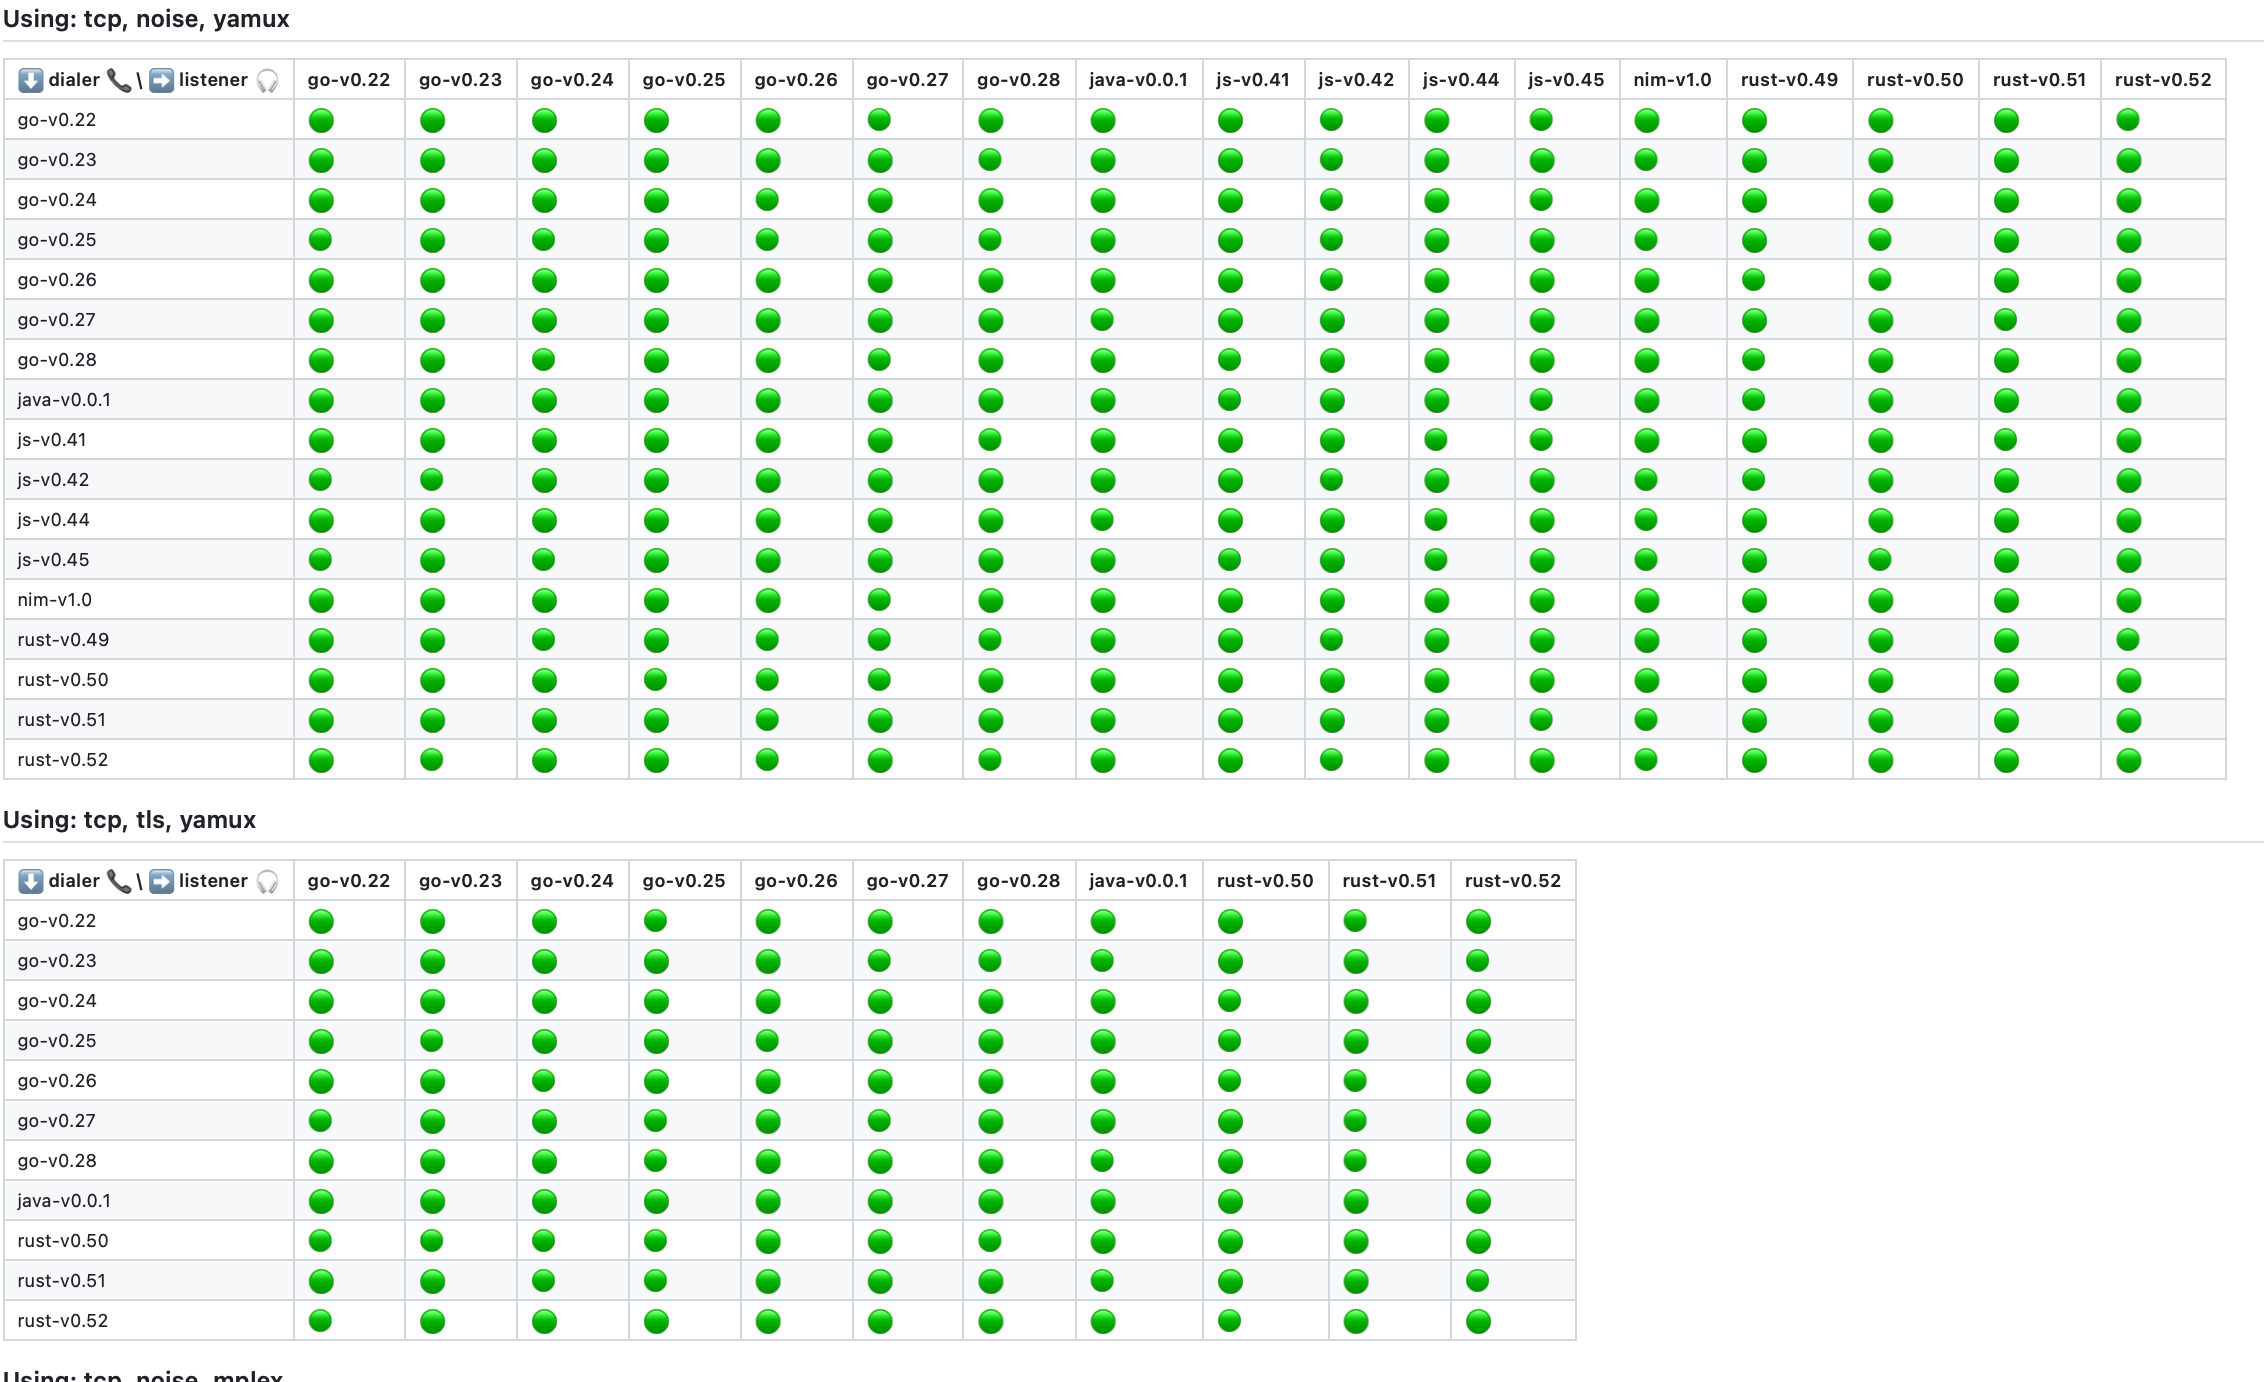 Using: tcp, noise, yamux
⬇️ dialer 📞 \ ➡️ listener 🎧 go-v0.22 go-v0.23 go-v0.24 go-v0.25 go-v0.26 go-v0.27 go-v0.28 java-v0.0.1 js-v0.41 js-v0.42 js-v0.44 js-v0.45 nim-v1.0 rust-v0.49 rust-v0.50 rust-v0.51 rust-v0.52
go-v0.22
go-v0.23
go-v0.24
go-v0.25
go-v0.26
go-v0.27
go-v0.28
java-v0.0.1
js-v0.41
js-v0.42
js-v0.44
js-v0.45
nim-v1.0
rust-v0.49
rust-v0.50
rust-v0.51
rust-v0.52
Using: tcp, tls, yamux
⬇️ dialer 📞 \ ➡️ listener 🎧 go-v0.22 go-v0.23 go-v0.24 go-v0.25 go-v0.26 go-v0.27 go-v0.28 java-v0.0.1 rust-v0.50 rust-v0.51 rust-v0.52
go-v0.22
go-v0.23
go-v0.24
go-v0.25
go-v0.26
go-v0.27
go-v0.28
java-v0.0.1
rust-v0.50
rust-v0.51
rust-v0.52
Using: tcp, noise, mplex